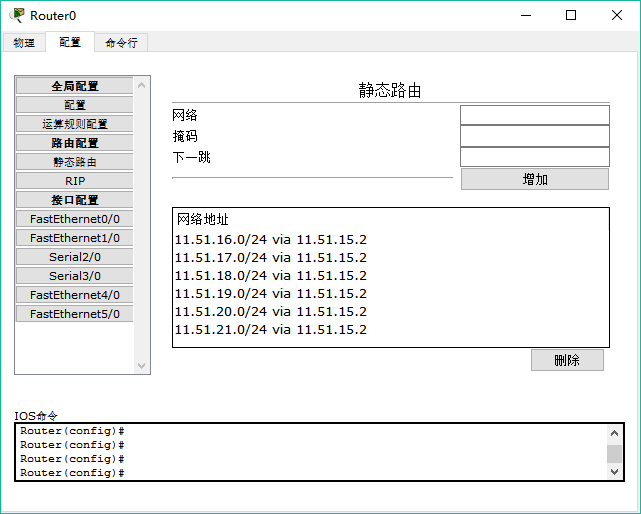 Router0
物理 配置 命令行
全局配置
配置
运算规则配置
路由配置
静态路由
RIP
接口配置
FastEthernet0/0
FastEthernet1/0
Serial2/0
Serial3/0
FastEthernet4/0
FastEthernet5/0
静态路由
网络
掩码
下一跳
增加
网络地址
11.51.16.0/24 via 11.51.15.2
11.51.17.0/24 via 11.51.15.2
11.51.18.0/24 via 11.51.15.2
11.51.19.0/24 via 11.51.15.2
11.51.20.0/24 via 11.51.15.2
11.51.21.0/24 via 11.51.15.2
删除
IOS命令
Router(config)#
Router(config)#
Router(config)#
Router(config)#